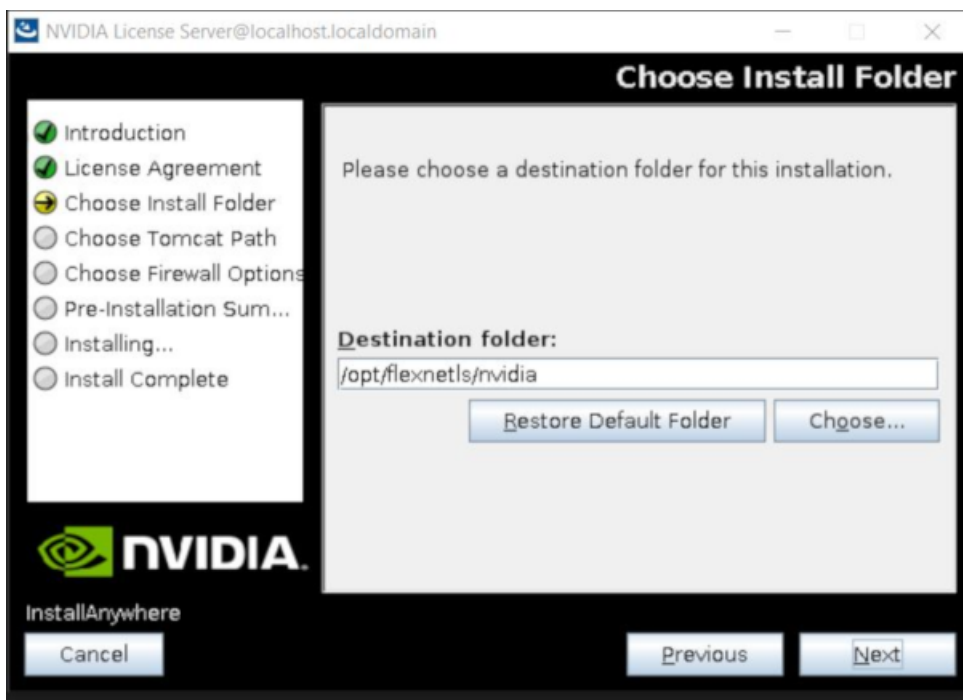 NVIDIA License Server@localhost.localdomain
Choose Install Folder
Introduction
License Agreement
Choose Install Folder
Choose Tomcat Path
Choose Firewall Options
Pre-Installation Sum...
Installing...
Install Complete
Please choose a destination folder for this installation.
Destination folder:
/opt/flexnetls/nvidia
Restore Default Folder
Choose...
NVIDIA.
InstallAnywhere
Cancel
Previous
Next